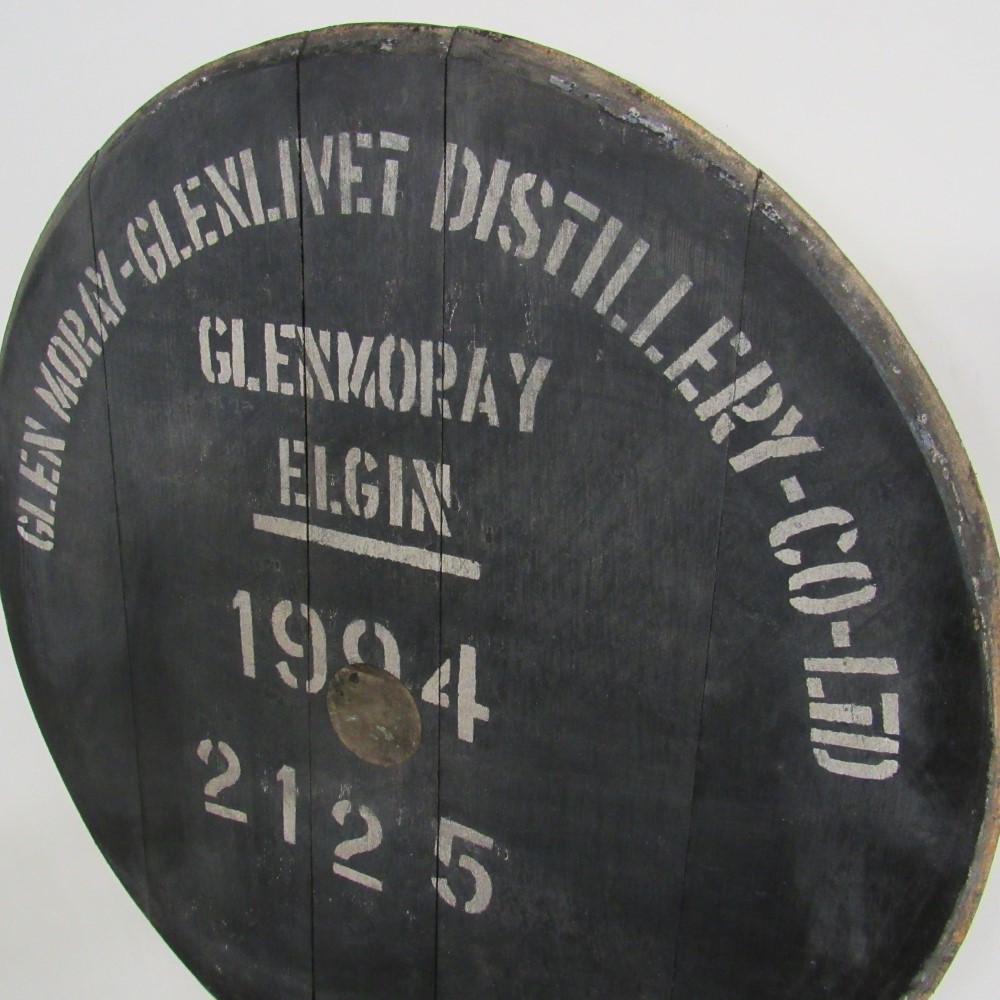 GLEN MORAY-GLENLIVET DISTILLERY-CO-LTD
GLENMORAY
ELGIN
1994
2125